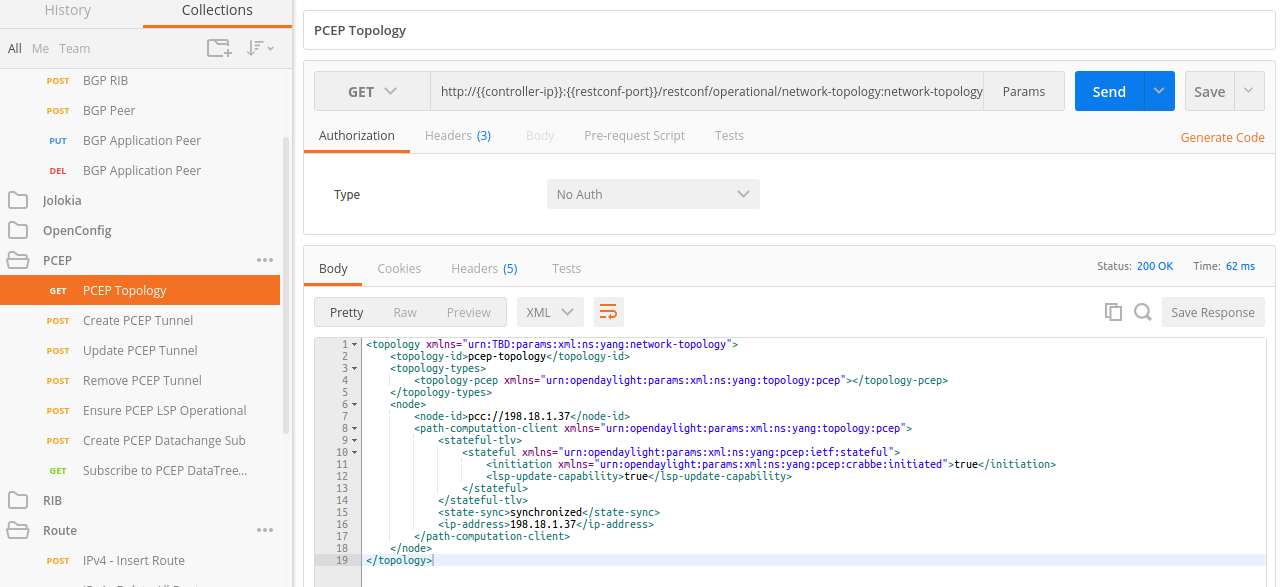 History Collections
All Me Team
POST BGP RIB
POST BGP Peer
PUT BGP Application Peer
DEL BGP Application Peer
Jolokia
OpenConfig
PCEP •••
GET PCEP Topology
POST Create PCEP Tunnel
POST Update PCEP Tunnel
POST Remove PCEP Tunnel
POST Ensure PCEP LSP Operational
POST Create PCEP Datachange Sub
GET Subscribe to PCEP DataTree...
RIB
Route •••
POST IPv4 - Insert Route
PCEP Topology
GET http://{{controller-ip}}:{{restconf-port}}/restconf/operational/network-topology:network-topology Params Send Save
Authorization Headers (3) Body Pre-request Script Tests Generate Code
Type No Auth
Body Cookies Headers (5) Tests Status: 200 OK Time: 62 ms
Pretty Raw Preview XML Save Response
1 <topology xmlns="urn:TBD:params:xml:ns:yang:network-topology">
2 <topology-id>pcep-topology</topology-id>
3 <topology-types>
4 <topology-pcep xmlns="urn:opendaylight:params:xml:ns:yang:topology:pcep"></topology-pcep>
5 </topology-types>
6 <node>
7 <node-id>pcc://198.18.1.37</node-id>
8 <path-computation-client xmlns="urn:opendaylight:params:xml:ns:yang:topology:pcep">
9 <stateful-tlv>
10 <stateful xmlns="urn:opendaylight:params:xml:ns:yang:pcep:ietf:stateful">
11 <initiation xmlns="urn:opendaylight:params:xml:ns:yang:pcep:crabbe:initiated">true</initiation>
12 <lsp-update-capability>true</lsp-update-capability>
13 </stateful>
14 </stateful-tlv>
15 <state-sync>synchronized</state-sync>
16 <ip-address>198.18.1.37</ip-address>
17 </path-computation-client>
18 </node>
19 </topology>